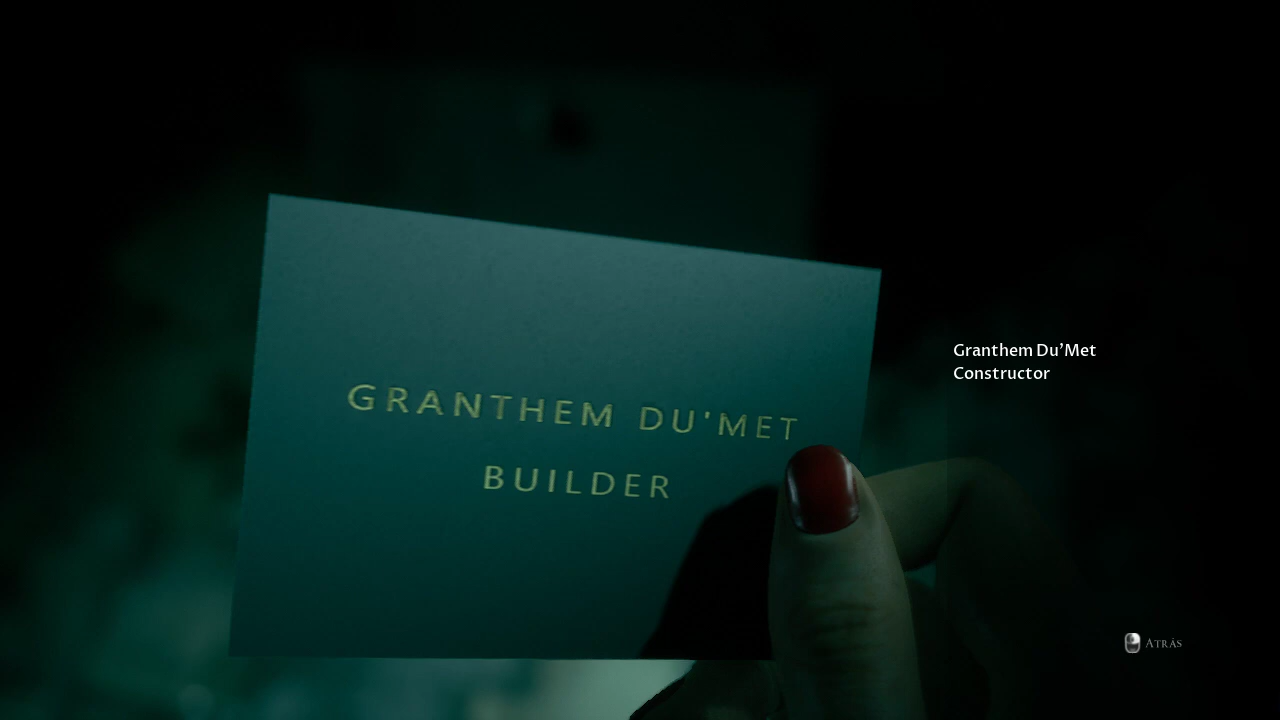 GRANTHEM DU'MET
BUILDER
Granthem Du'Met
Constructor
Atrás